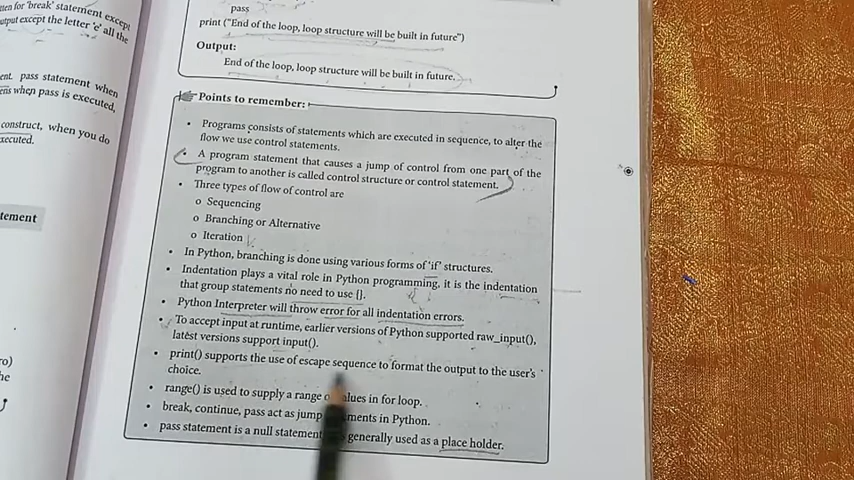 tten for 'break' statement except
utput except the letter 'e' all the
ent. pass statement when
ens when pass is executed,
construct, when you do
xecuted.
tement
ro)
he
pass
print ("End of the loop, loop structure will be built in future")
Output:
End of the loop, loop structure will be built in future.
Points to remember:
• Programs consists of statements which are executed in sequence, to alter the
flow we use control statements.
• A program statement that causes a jump of control from one part of the
program to another is called control structure or control statement.
• Three types of flow of control are
o Sequencing
o Branching or Alternative
o Iteration
• In Python, branching is done using various forms of 'if' structures.
• Indentation plays a vital role in Python programming, it is the indentation
that group statements no need to use {}.
• Python Interpreter will throw error for all indentation errors.
• To accept input at runtime, earlier versions of Python supported raw_input(),
latest versions support input().
• print() supports the use of escape sequence to format the output to the user's
choice.
• range() is used to supply a range values in for loop.
• break, continue, pass act as jump in Python.
• pass statement is a null statement generally used as a place holder.